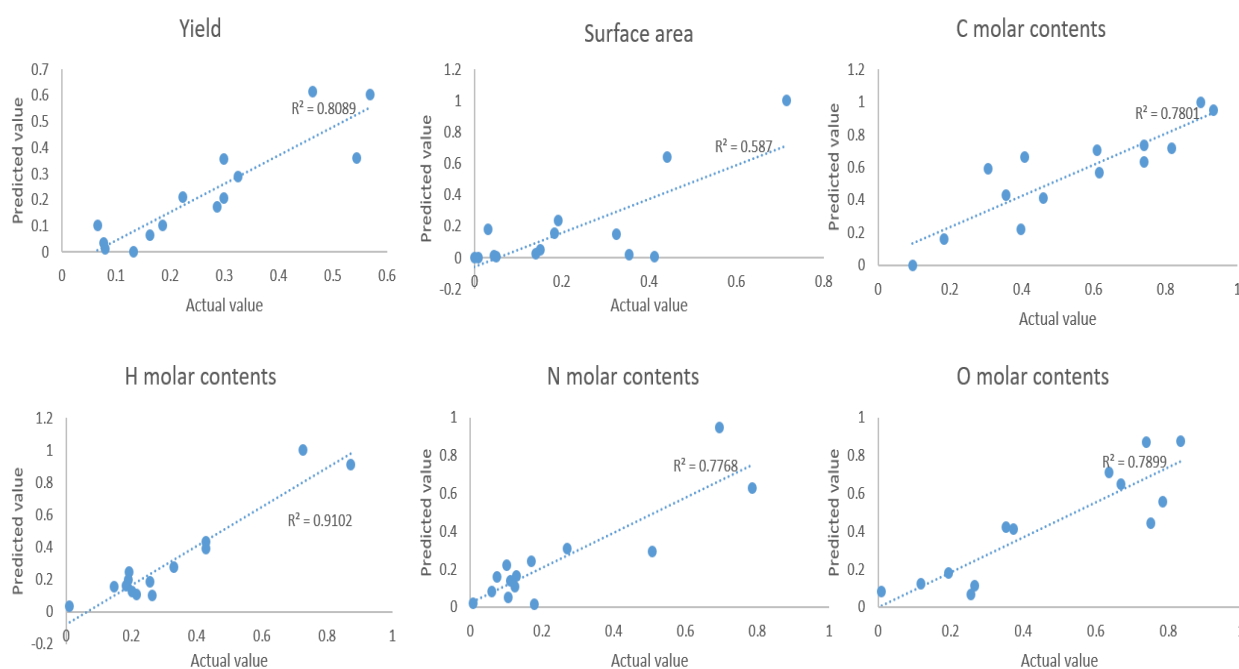 Yield
0.7
0.6
0.5
0.4
0.3
0.2
0.1
0
Predicted value
R² = 0.8089
0 0.1 0.2 0.3 0.4 0.5 0.6
Actual value
Surface area
1.2
1
0.8
0.6
0.4
0.2
0
-0.2
Predicted value
R² = 0.587
0 0.2 0.4 0.6 0.8
Actual value
C molar contents
1.2
1
0.8
0.6
0.4
0.2
0
Predicted value
R² = 0.7801
0 0.2 0.4 0.6 0.8 1
Actual value
H molar contents
1.2
1
0.8
0.6
0.4
0.2
0
-0.2
Predicted value
R² = 0.9102
0 0.2 0.4 0.6 0.8 1
Actual value
N molar contents
1
0.8
0.6
0.4
0.2
0
Predicted value
R² = 0.7768
0 0.2 0.4 0.6 0.8 1
Actual value
O molar contents
1
0.8
0.6
0.4
0.2
0
Predicted value
R² = 0.7899
0 0.2 0.4 0.6 0.8 1
Actual value